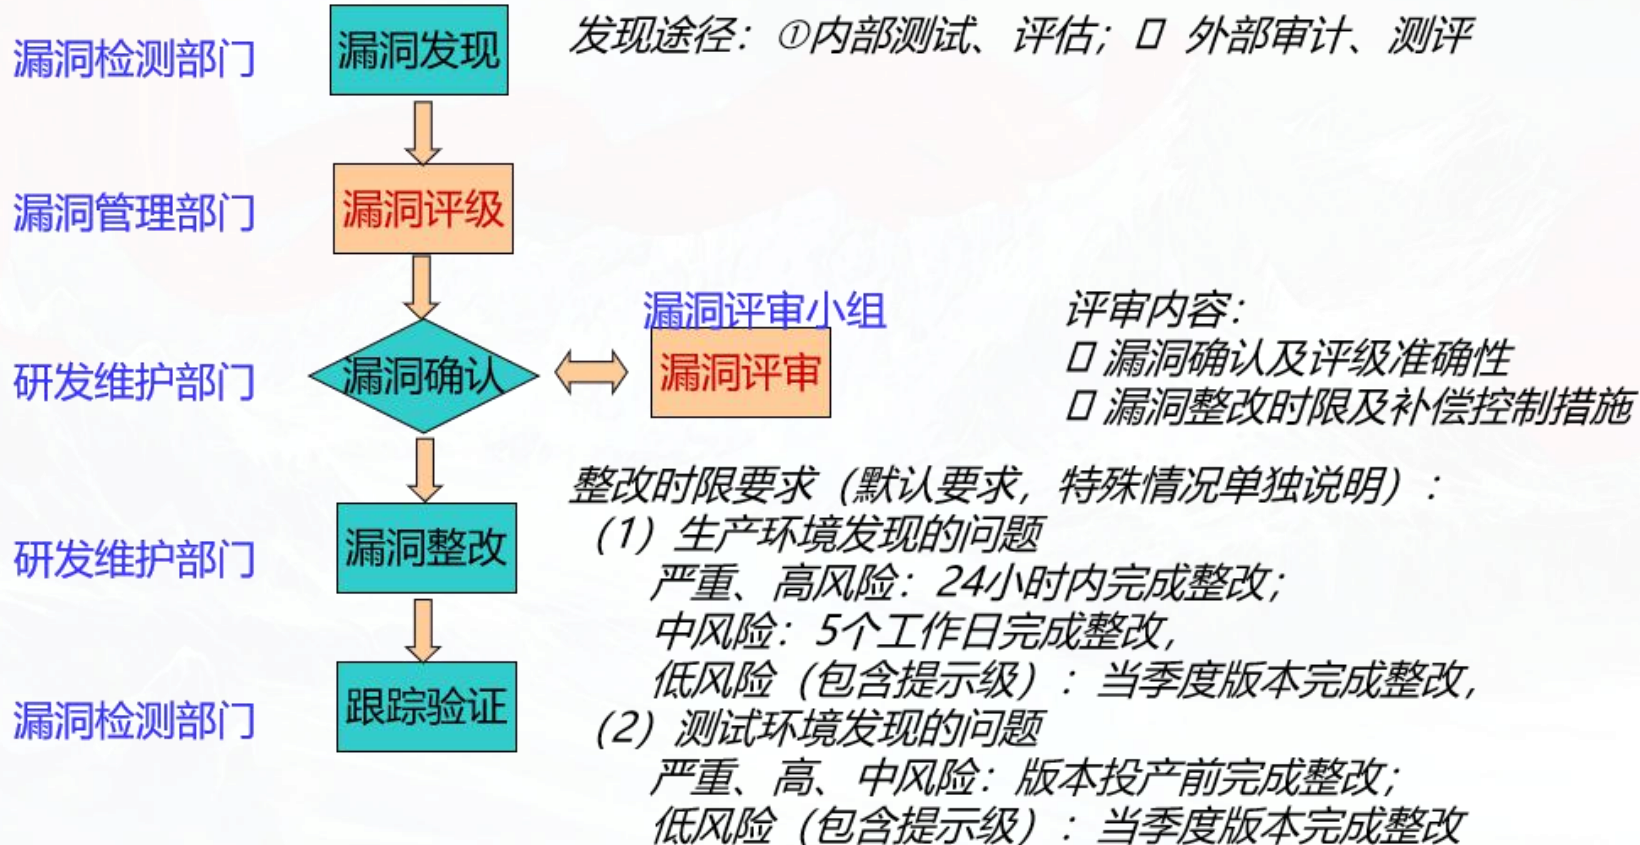 漏洞检测部门
漏洞发现
发现途径：①内部测试、评估；▯ 外部审计、测评
漏洞管理部门
漏洞评级
研发维护部门
漏洞确认
漏洞评审小组
漏洞评审
评审内容：
▯ 漏洞确认及评级准确性
▯ 漏洞整改时限及补偿控制措施
研发维护部门
漏洞整改
漏洞检测部门
跟踪验证
整改时限要求（默认要求，特殊情况单独说明）：
（1）生产环境发现的问题
严重、高风险：24小时内完成整改；
中风险：5个工作日完成整改，
低风险（包含提示级）：当季度版本完成整改，
（2）测试环境发现的问题
严重、高、中风险：版本投产前完成整改；
低风险（包含提示级）：当季度版本完成整改